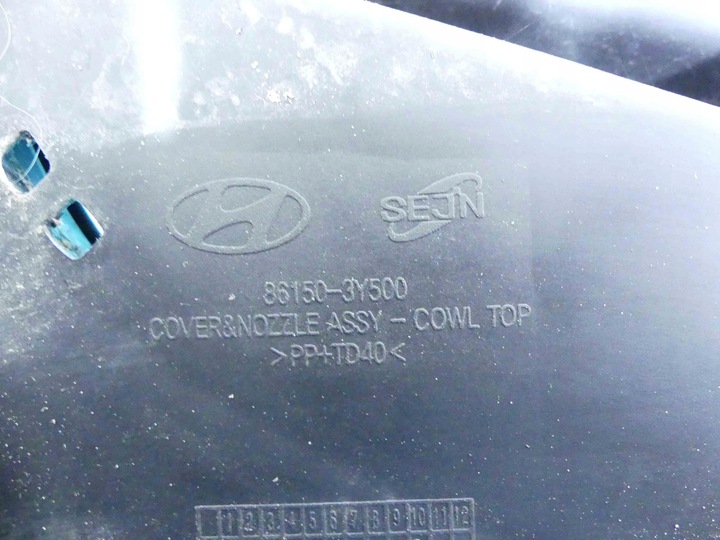 SEJIN
86150-3Y500
COVER&NOZZLE ASSY - COWL TOP
>PP+TD40<
1 2 3 4 5 6 7 8 9 10 11 12